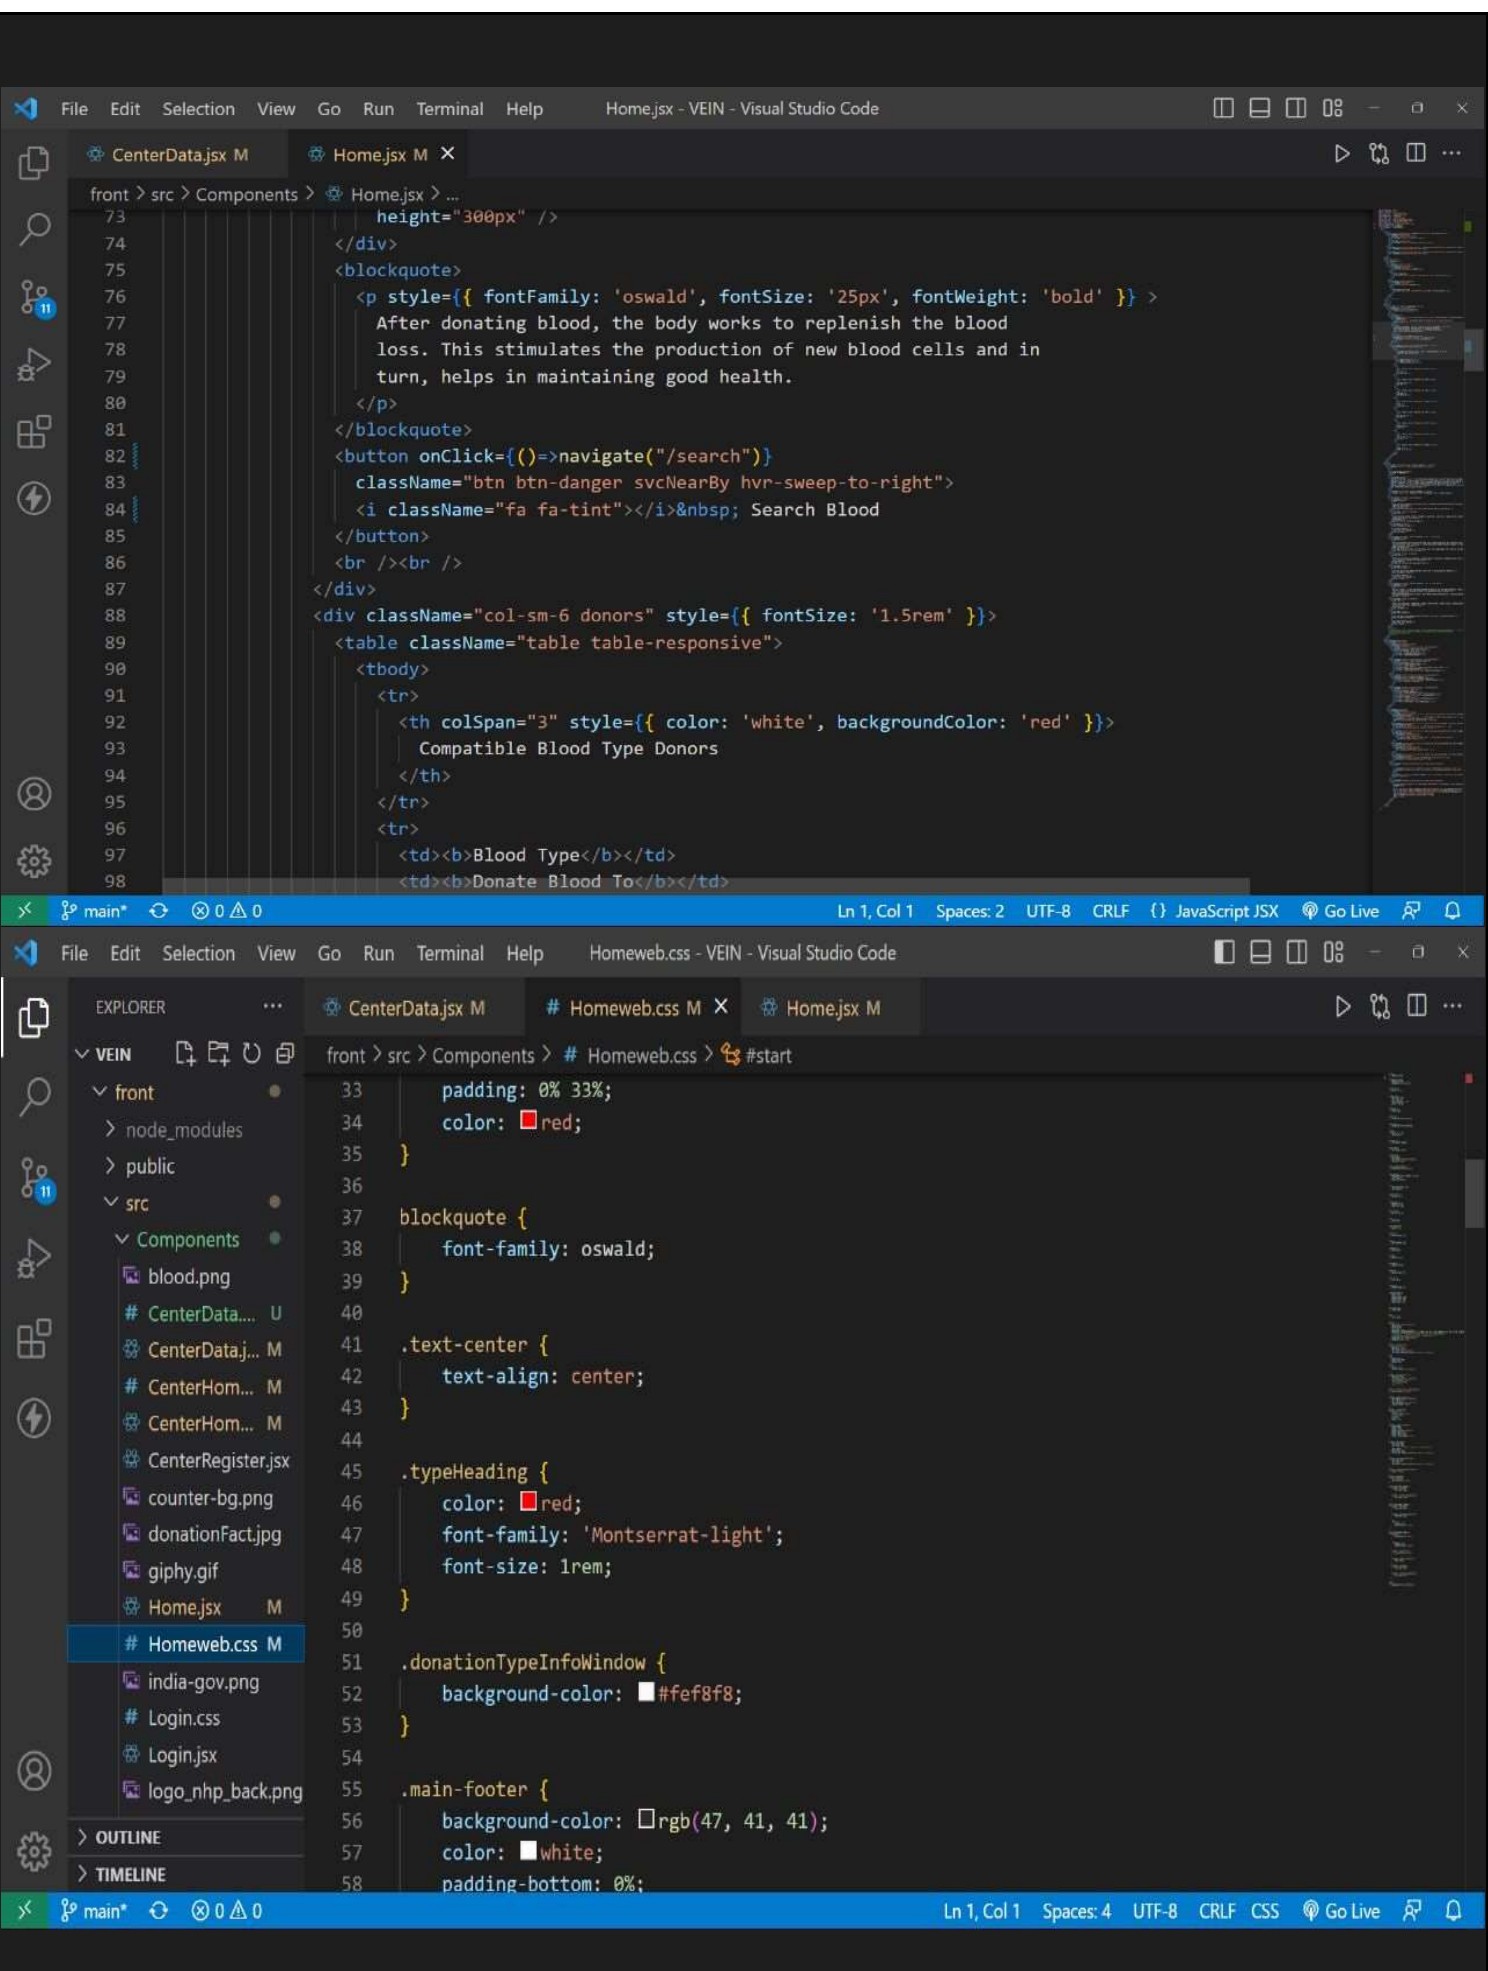 File Edit Selection View Go Run Terminal Help Home.jsx - VEIN - Visual Studio Code
CenterData.jsx M Home.jsx M
front > src > Components > Home.jsx > ...
73 height="300px" />
74 </div>
75 <blockquote>
76 <p style={{ fontFamily: 'oswald', fontSize: '25px', fontWeight: 'bold' }} >
77 After donating blood, the body works to replenish the blood
78 loss. This stimulates the production of new blood cells and in
79 turn, helps in maintaining good health.
80 </p>
81 </blockquote>
82 <button onClick={()=>navigate("/search")}
83 className="btn btn-danger svcNearBy hvr-sweep-to-right">
84 <i className="fa fa-tint"></i>&nbsp; Search Blood
85 </button>
86 <br /><br />
87 </div>
88 <div className="col-sm-6 donors" style={{ fontSize: '1.5rem' }}>
89 <table className="table table-responsive">
90 <tbody>
91 <tr>
92 <th colSpan="3" style={{ color: 'white', backgroundColor: 'red' }}>
93 Compatible Blood Type Donors
94 </th>
95 </tr>
96 <tr>
97 <td><b>Blood Type</b></td>
98 <td><b>Donate Blood To</b></td>
11
main* 0 0 Ln 1, Col 1 Spaces: 2 UTF-8 CRLF {} JavaScript JSX Go Live
File Edit Selection View Go Run Terminal Help Homeweb.css - VEIN - Visual Studio Code
EXPLORER ... CenterData.jsx M # Homeweb.css M Home.jsx M
VEIN front > src > Components > # Homeweb.css > #start
front
node_modules
public
src
Components
blood.png
# CenterData.... U
CenterData.j... M
# CenterHom... M
CenterHom... M
CenterRegister.jsx
counter-bg.png
donationFact.jpg
giphy.gif
Home.jsx M
# Homeweb.css M
india-gov.png
# Login.css
Login.jsx
logo_nhp_back.png
OUTLINE
TIMELINE
11
33 padding: 0% 33%;
34 color: red;
35 }
36
37 blockquote {
38 font-family: oswald;
39 }
40
41 .text-center {
42 text-align: center;
43 }
44
45 .typeHeading {
46 color: red;
47 font-family: 'Montserrat-light';
48 font-size: 1rem;
49 }
50
51 .donationTypeInfoWindow {
52 background-color: #fef8f8;
53 }
54
55 .main-footer {
56 background-color: rgb(47, 41, 41);
57 color: white;
58 padding-bottom: 0%;
main* 0 0 Ln 1, Col 1 Spaces: 4 UTF-8 CRLF CSS Go Live